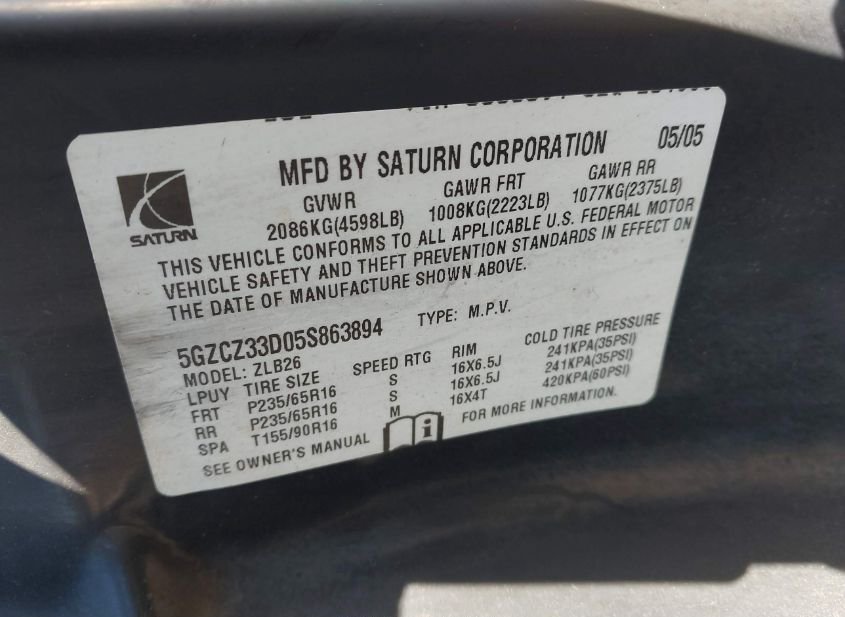 MFD BY SATURN CORPORATION 05/05
GVWR GAWR FRT GAWR RR
2086KG(4598LB) 1008KG(2223LB) 1077KG(2375LB)
SATURN
THIS VEHICLE CONFORMS TO ALL APPLICABLE U.S. FEDERAL MOTOR
VEHICLE SAFETY AND THEFT PREVENTION STANDARDS IN EFFECT ON
THE DATE OF MANUFACTURE SHOWN ABOVE.
5GZCZ33D05S863894 TYPE: M.P.V.
MODEL: ZLB26
LPUY TIRE SIZE SPEED RTG RIM COLD TIRE PRESSURE
FRT P235/65R16 S 16X6.5J 241KPA(35PSI)
RR P235/65R16 S 16X6.5J 241KPA(35PSI)
SPA T155/90R16 M 16X4T 420KPA(60PSI)
SEE OWNER'S MANUAL i FOR MORE INFORMATION.